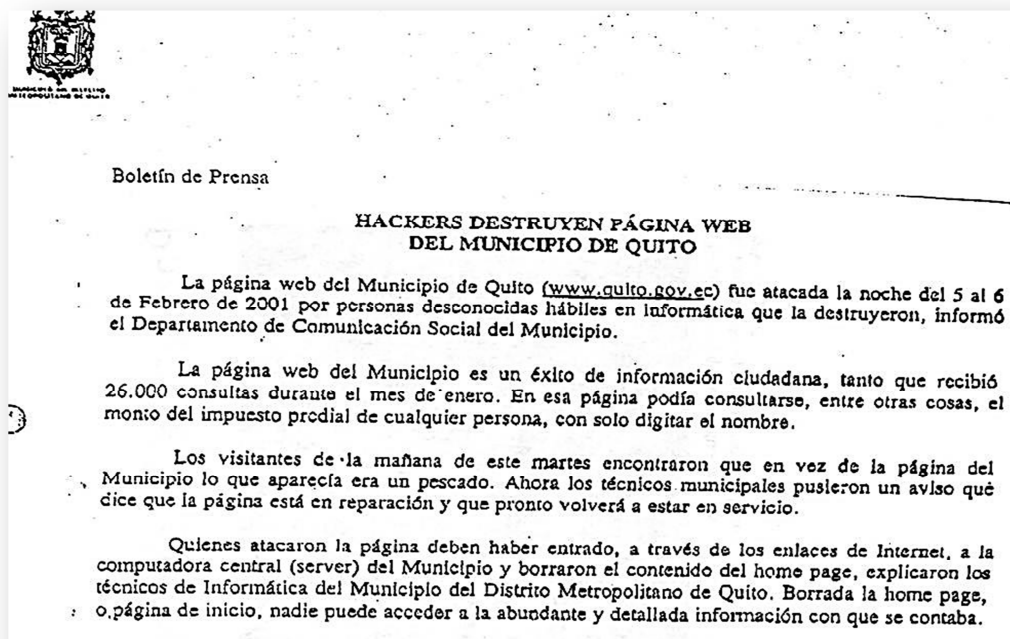 MUNICIPIO DEL DISTRITO
METROPOLITANO DE QUITO
Boletín de Prensa
HACKERS DESTRUYEN PÁGINA WEB
DEL MUNICIPIO DE QUITO
La página web del Municipio de Quito (www.quito.gov.ec) fue atacada la noche del 5 al 6
de Febrero de 2001 por personas desconocidas hábiles en informática que la destruyeron, informó
el Departamento de Comunicación Social del Municipio.
La página web del Municipio es un éxito de información ciudadana, tanto que recibió
26.000 consultas durante el mes de enero. En esa página podía consultarse, entre otras cosas, el
monto del impuesto predial de cualquier persona, con solo digitar el nombre.
Los visitantes de la mañana de este martes encontraron que en vez de la página del
Municipio lo que aparecía era un pescado. Ahora los técnicos municipales pusieron un aviso que
dice que la página está en reparación y que pronto volverá a estar en servicio.
Quienes atacaron la página deben haber entrado, a través de los enlaces de Internet, a la
computadora central (server) del Municipio y borraron el contenido del home page, explicaron los
técnicos de Informática del Municipio del Distrito Metropolitano de Quito. Borrada la home page,
o página de inicio, nadie puede acceder a la abundante y detallada información con que se contaba.